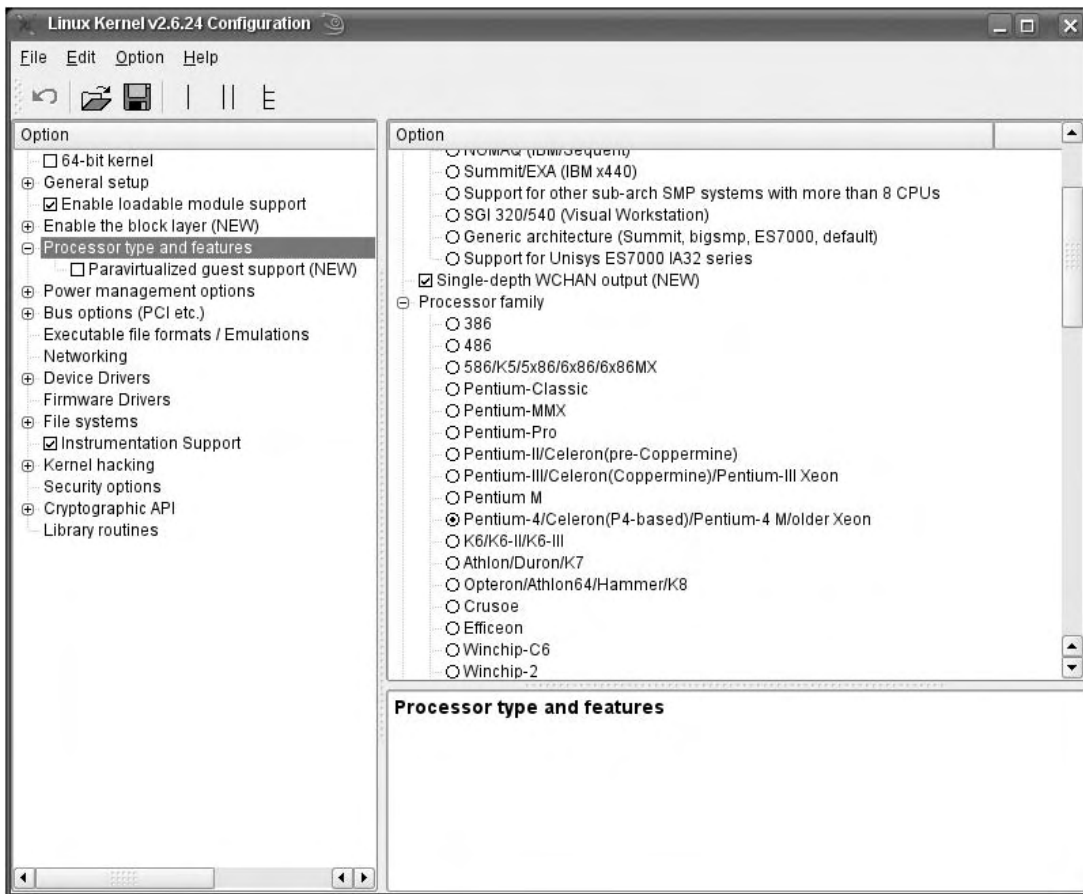 Linux Kernel v2.6.24 Configuration
File Edit Option Help
Option
64-bit kernel
General setup
Enable loadable module support
Enable the block layer (NEW)
Processor type and features
Paravirtualized guest support (NEW)
Power management options
Bus options (PCI etc.)
Executable file formats / Emulations
Networking
Device Drivers
Firmware Drivers
File systems
Instrumentation Support
Kernel hacking
Security options
Cryptographic API
Library routines
Option
NUMAQ (IBM/Sequent)
Summit/EXA (IBM x440)
Support for other sub-arch SMP systems with more than 8 CPUs
SGI 320/540 (Visual Workstation)
Generic architecture (Summit, bigsmp, ES7000, default)
Support for Unisys ES7000 IA32 series
Single-depth WCHAN output (NEW)
Processor family
386
486
586/K5/5x86/6x86/6x86MX
Pentium-Classic
Pentium-MMX
Pentium-Pro
Pentium-II/Celeron(pre-Coppermine)
Pentium-III/Celeron(Coppermine)/Pentium-III Xeon
Pentium M
Pentium-4/Celeron(P4-based)/Pentium-4 M/older Xeon
K6/K6-II/K6-III
Athlon/Duron/K7
Opteron/Athlon64/Hammer/K8
Crusoe
Efficeon
Winchip-C6
Winchip-2
Processor type and features